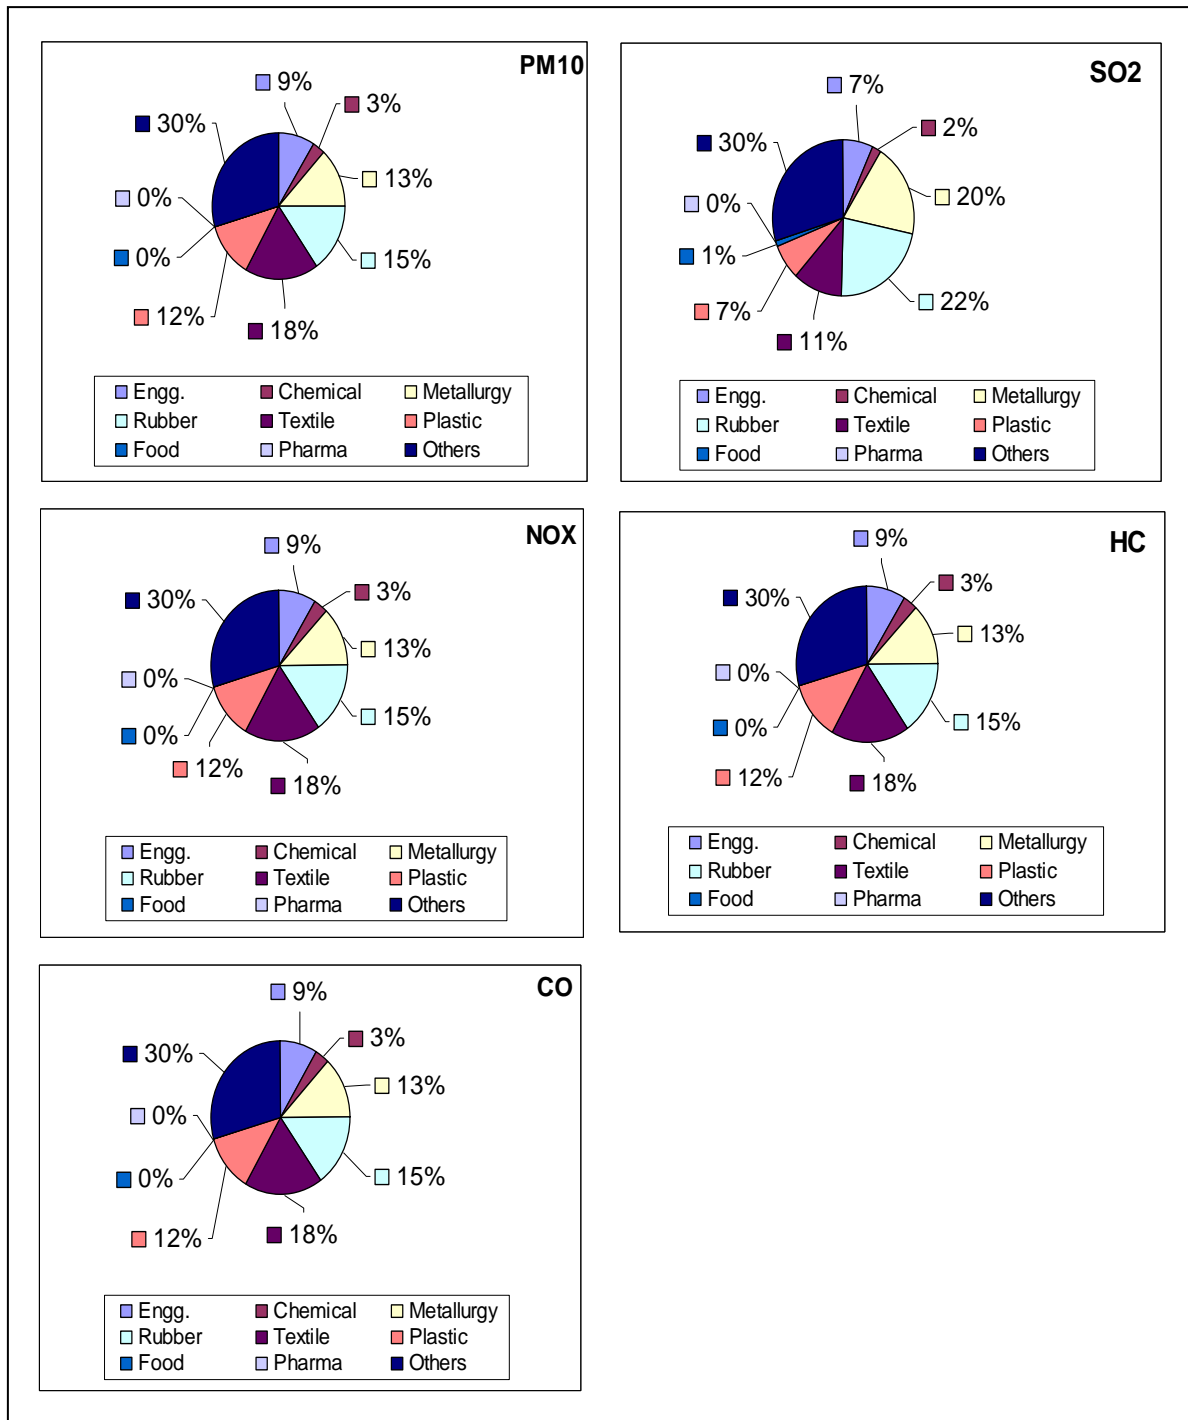 PM10
9%
3%
30%
13%
0%
0%
15%
12%
18%
Engg. Chemical Metallurgy
Rubber Textile Plastic
Food Pharma Others
SO2
7%
2%
30%
20%
0%
1%
22%
7%
11%
Engg. Chemical Metallurgy
Rubber Textile Plastic
Food Pharma Others
NOX
9%
3%
30%
13%
0%
15%
0%
12%
18%
Engg. Chemical Metallurgy
Rubber Textile Plastic
Food Pharma Others
HC
9%
3%
30%
13%
0%
15%
0%
12%
18%
Engg. Chemical Metallurgy
Rubber Textile Plastic
Food Pharma Others
CO
9%
3%
30%
13%
0%
15%
0%
12%
18%
Engg. Chemical Metallurgy
Rubber Textile Plastic
Food Pharma Others